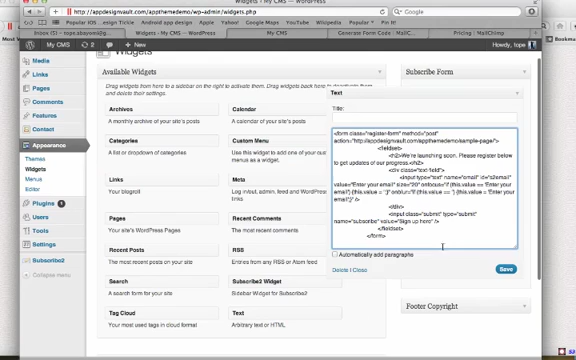 Widgets ‹ My CMS — WordPress
appdesignvault.com/appthemedemo/wp-admin/widgets.php
Popular Android app design Apple Yahoo! Google Maps YouTube Wikipedia News Popular
Widgets ‹ My CMS — WordPress My CMS Generate Form Code - MailC... Pricing | MailChimp
My CMS + New Howdy, tope
Media
Links
Pages
Comments
Features
Contact
Appearance
Themes
Widgets
Menus
Editor
Plugins
Users
Tools
Settings
Subscribe2
Collapse menu
Available Widgets
Drag widgets from here to a sidebar on the right to activate them. Drag widgets back here to
and delete their settings.
Archives
A monthly archive of your site's posts
Calendar
A calendar of your site's posts
Categories
A list or dropdown of categories
Custom Menu
Use this widget to add one of your
menus as a widget.
Links
Your blogroll
Meta
Log in/out, admin, feed and
links
Pages
Your site's WordPress Pages
Recent Comments
The most recent comments
Recent Posts
The most recent posts on your site
RSS
Entries from any RSS or Atom feed
Search
A search form for your site
Subscribe2 Widget
Sidebar Widget for Subscribe2
Tag Cloud
Your most used tags in cloud format
Text
Arbitrary text or HTML
Subscribe Form
Text
Title:
<form class="register-form" method="post"
action="http://appdesignvault.com/appthemedemo/sample-page/">
<fieldset>
<h2>We're launching soon. Please register below
to get updates of our progress.</h2>
<div class="text-field">
<input type="text" name="email" id="s2email"
value="Enter your email" size="20" onfocus="if (this.value == 'Enter your
email') {this.value = '';}" onblur="if (this.value == '') {this.value = 'Enter your
email';}" />
</div>
<input class="submit" type="submit"
name="subscribe" value="Sign up here" />
</fieldset>
</form>
Automatically add paragraphs
Delete | Close
Save
Footer Copyright